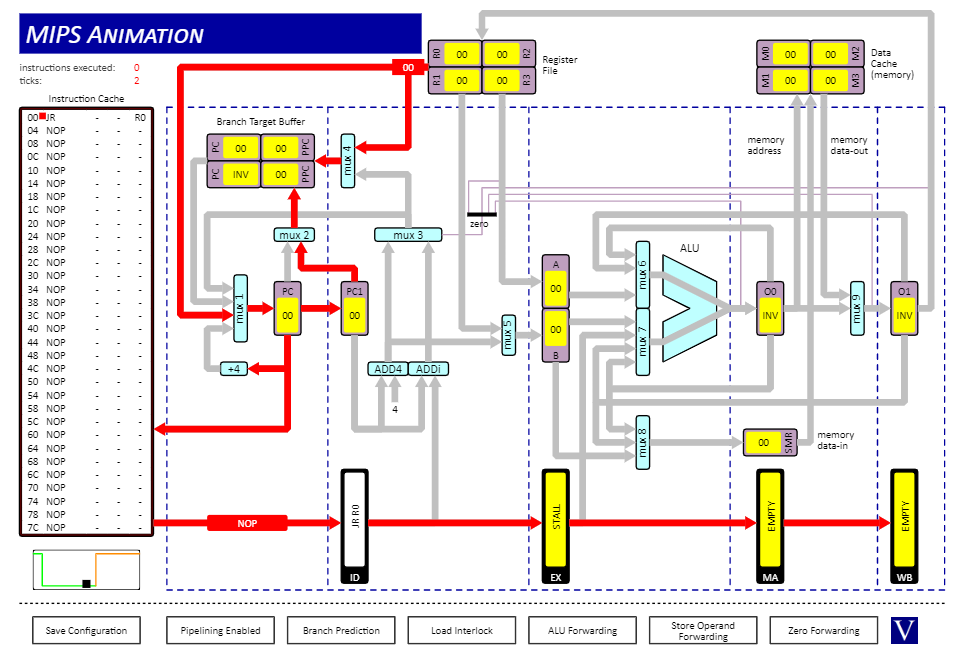 MIPS ANIMATION
instructions executed: 0
ticks: 2
Instruction Cache
00 JR - - R0
04 NOP - - -
08 NOP - - -
0C NOP - - -
10 NOP - - -
14 NOP - - -
18 NOP - - -
1C NOP - - -
20 NOP - - -
24 NOP - - -
28 NOP - - -
2C NOP - - -
30 NOP - - -
34 NOP - - -
38 NOP - - -
3C NOP - - -
40 NOP - - -
44 NOP - - -
48 NOP - - -
4C NOP - - -
50 NOP - - -
54 NOP - - -
58 NOP - - -
5C NOP - - -
60 NOP - - -
64 NOP - - -
68 NOP - - -
6C NOP - - -
70 NOP - - -
74 NOP - - -
78 NOP - - -
7C NOP - - -
00
R0 00 00 R2
R1 00 00 R3
Register
File
M0 00 00 M2
M1 00 00 M3
Data
Cache
(memory)
Branch Target Buffer
PC 00 00 PPC
PC INV 00 PPC
mux 4
memory
address
memory
data-out
zero
mux 2
mux 3
mux 1
PC
00
PC1
00
+4
ADD4
ADDi
4
mux 5
A
00
00
B
mux 6
mux 7
ALU
mux 8
O0
INV
mux 9
O1
INV
00 SMR
memory
data-in
NOP
JR R0
ID
STALL
EX
EMPTY
MA
EMPTY
WB
Save Configuration
Pipelining Enabled
Branch Prediction
Load Interlock
ALU Forwarding
Store Operand
Forwarding
Zero Forwarding
V